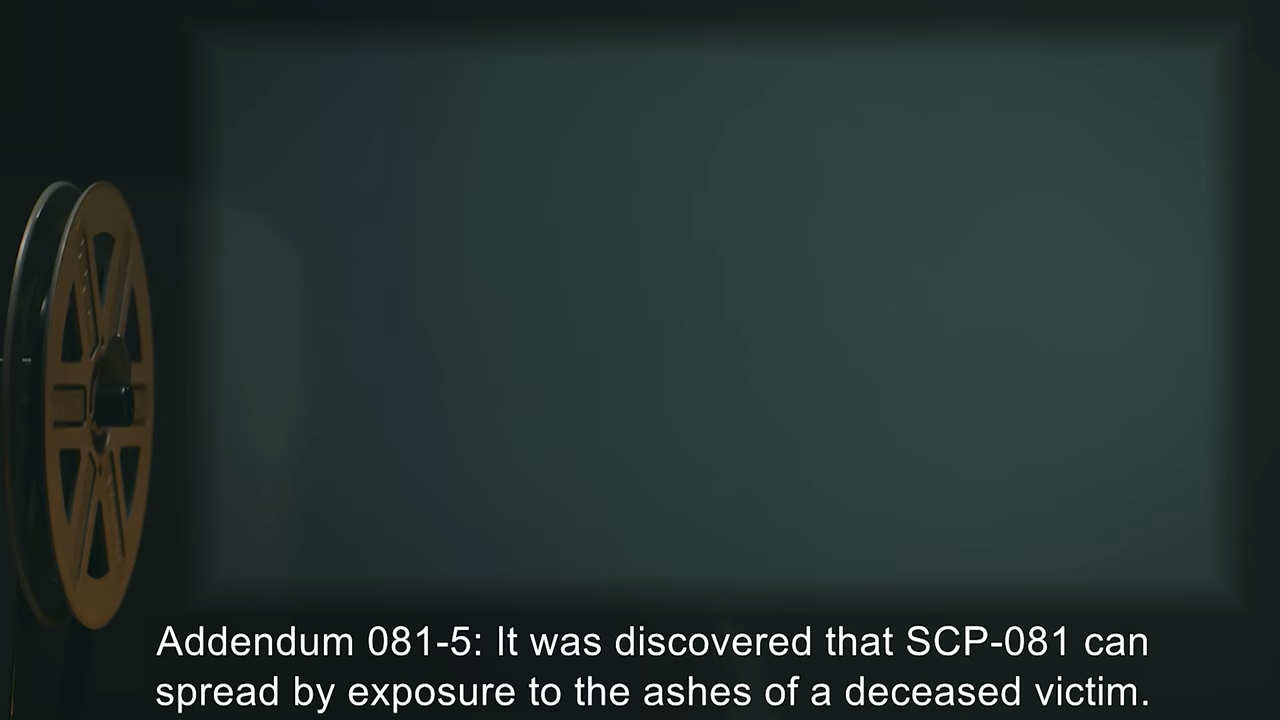 Addendum 081-5: It was discovered that SCP-081 can
spread by exposure to the ashes of a deceased victim.